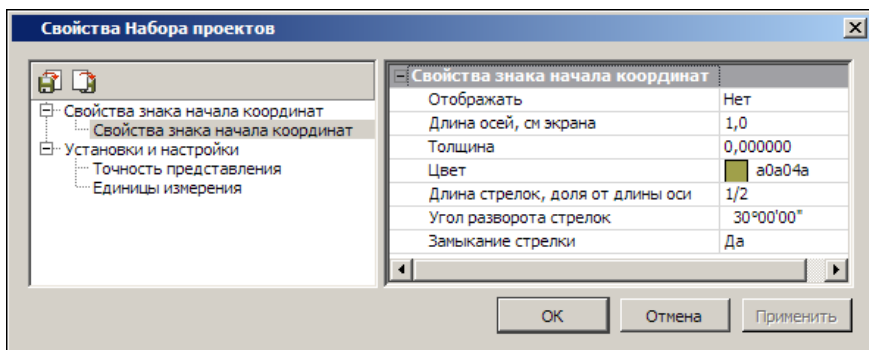 Свойства Набора проектов
Свойства знака начала координат
Свойства знака начала координат
Установки и настройки
Точность представления
Единицы измерения
Свойства знака начала координат
Отображать Нет
Длина осей, см экрана 1,0
Толщина 0,000000
Цвет a0a04a
Длина стрелок, доля от длины оси 1/2
Угол разворота стрелок 30°00'00"
Замыкание стрелки Да
ОК Отмена Применить